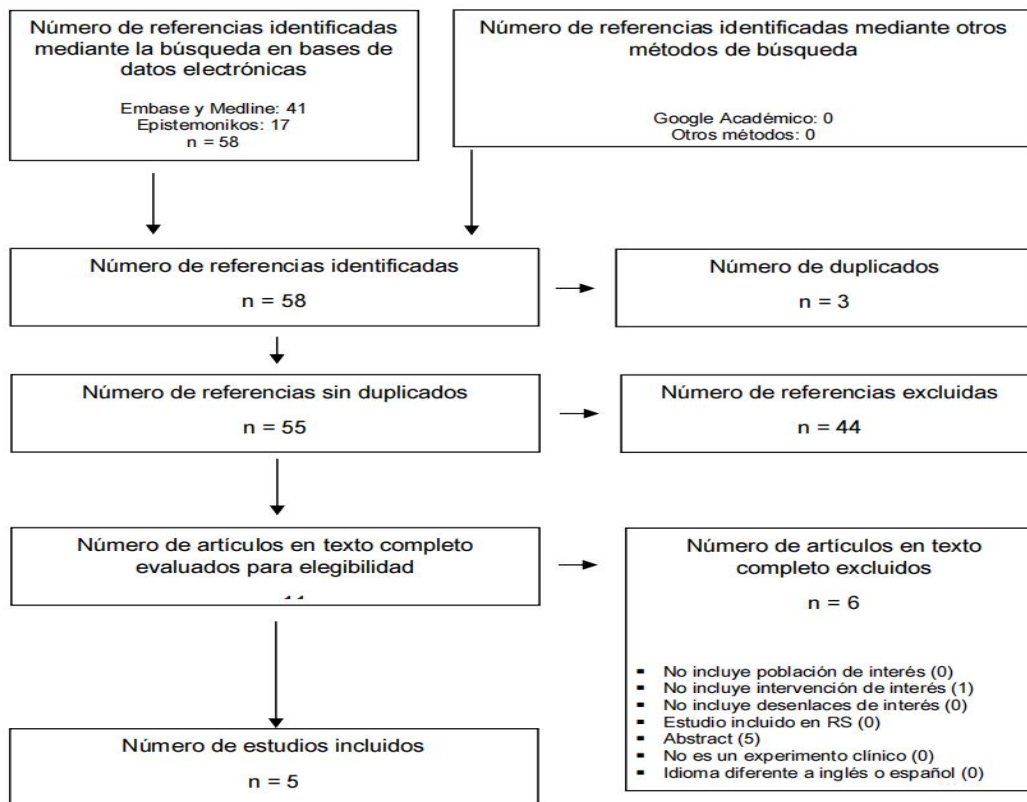 Número de referencias identificadas
mediante la búsqueda en bases de
datos electrónicas
Embase y Medline: 41
Epistemonikos: 17
n = 58
Número de referencias identificadas mediante otros
métodos de búsqueda
Google Académico: 0
Otros métodos: 0
Número de referencias identificadas
n = 58
Número de duplicados
n = 3
Número de referencias sin duplicados
n = 55
Número de referencias excluidas
n = 44
Número de artículos en texto completo
evaluados para elegibilidad
Número de artículos en texto
completo excluidos
n = 6
▪ No incluye población de interés (0)
▪ No incluye intervención de interés (1)
▪ No incluye desenlaces de interés (0)
▪ Estudio incluido en RS (0)
▪ Abstract (5)
▪ No es un experimento clínico (0)
▪ Idioma diferente a inglés o español (0)
Número de estudios incluidos
n = 5